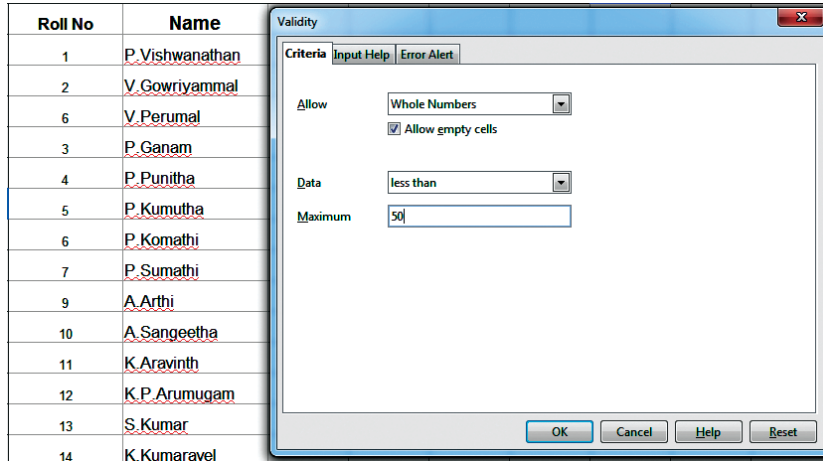 Roll No Name
1 P.Vishwanathan
2 V.Gowriyammal
6 V.Perumal
3 P.Ganam
4 P.Punitha
5 P.Kumutha
6 P.Komathi
7 P.Sumathi
9 A.Arthi
10 A.Sangeetha
11 K.Aravinth
12 K.P.Arumugam
13 S.Kumar
14 K.Kumaravel
Validity
Criteria Input Help Error Alert
Allow Whole Numbers
Allow empty cells
Data less than
Maximum 50
OK Cancel Help Reset